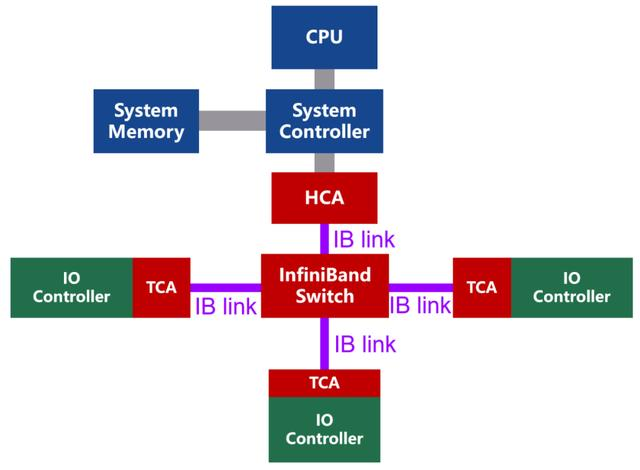 CPU
System
Memory
System
Controller
HCA
IB link
IO
Controller
TCA
IB link
InfiniBand
Switch
IB link
TCA
IO
Controller
IB link
TCA
IO
Controller